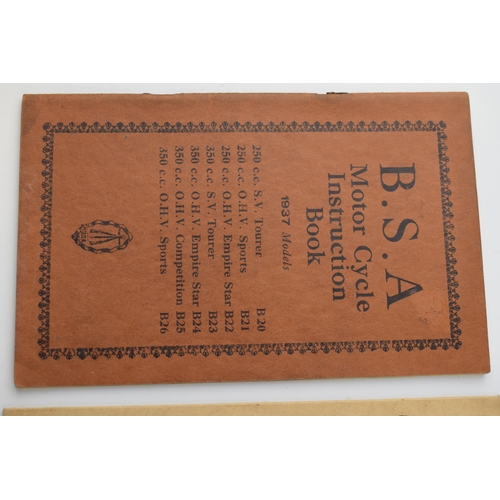 B.S.A
Motor Cycle
Instruction
Book
1937 Models
250 c.c. S.V. Tourer B20
250 c.c. O.H.V. Sports B21
250 c.c. O.H.V. Empire Star B22
350 c.c. S.V. Tourer B23
350 c.c. O.H.V. Empire Star B24
350 c.c. O.H.V. Competition B25
350 c.c. O.H.V. Sports B26